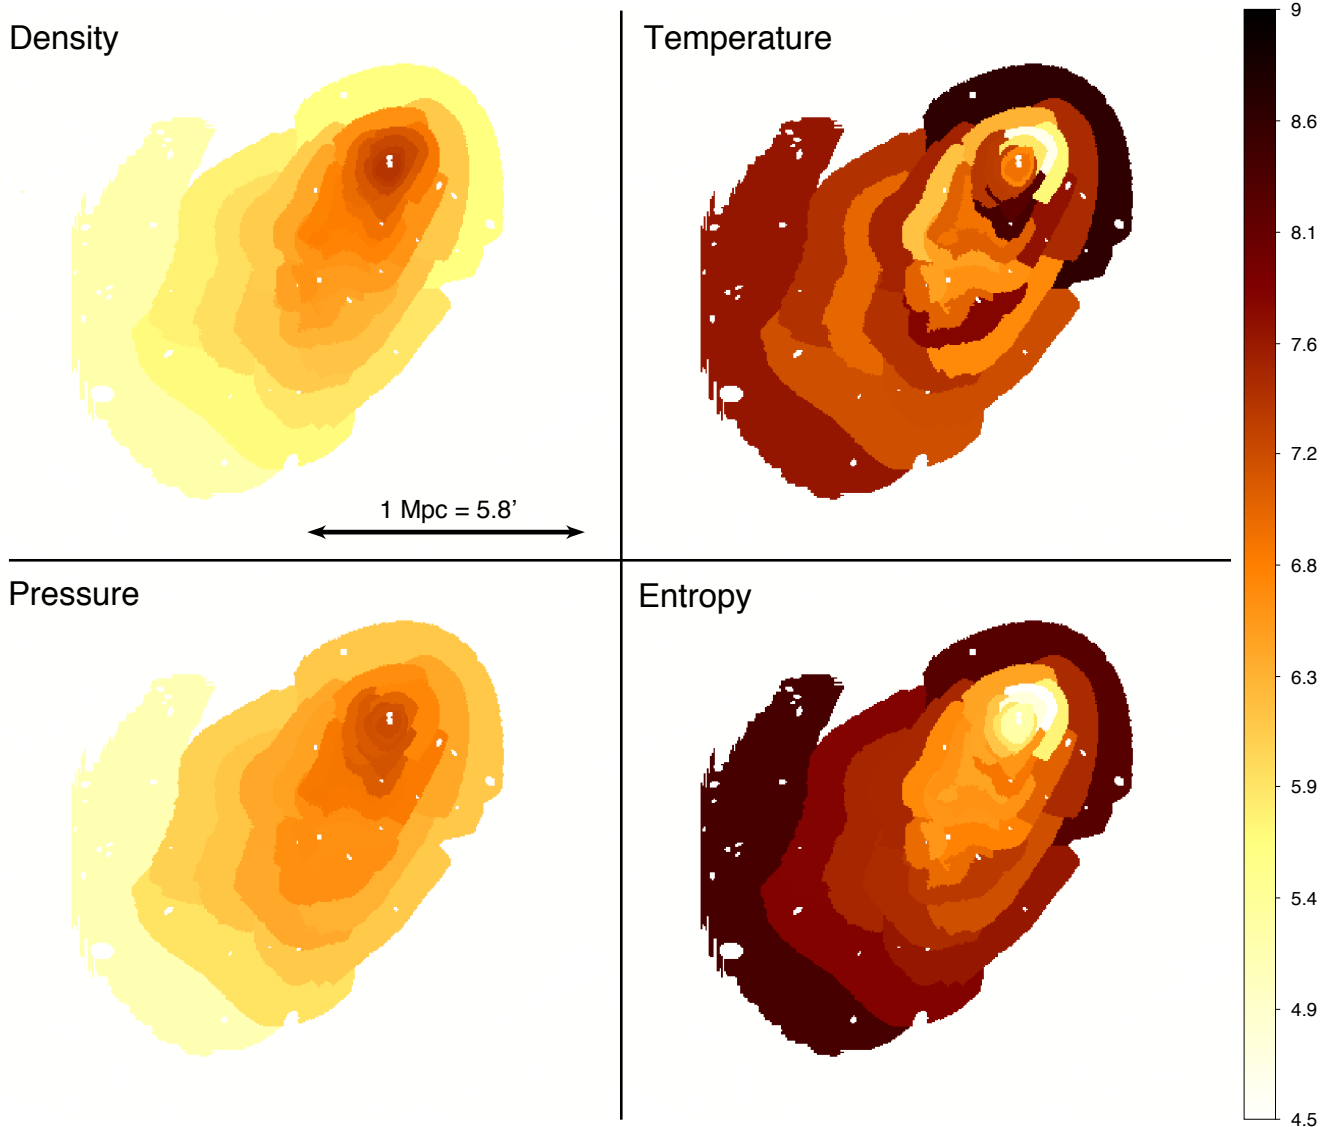 Density
Temperature
1 Mpc = 5.8’
Pressure
Entropy
9
8.6
8.1
7.6
7.2
6.8
6.3
5.9
5.4
4.9
4.5